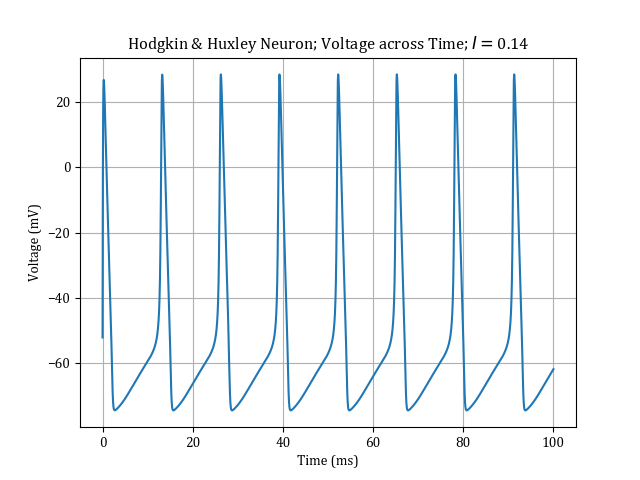 Hodgkin & Huxley Neuron; Voltage across Time; I = 0.14
Voltage (mV)
20
0
−20
−40
−60
0 20 40 60 80 100
Time (ms)